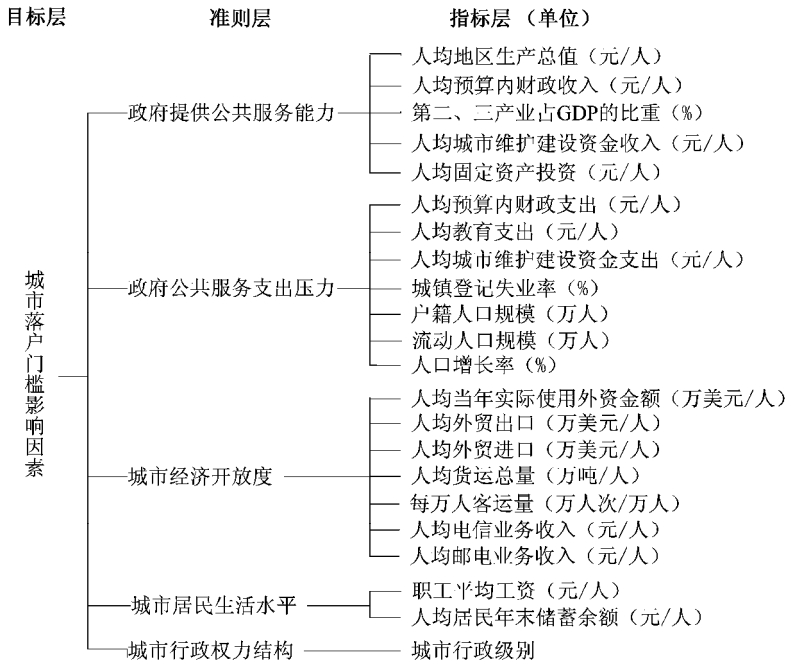 目标层 准则层 指标层（单位）
城市落户门槛影响因素
政府提供公共服务能力
人均地区生产总值（元/人）
人均预算内财政收入（元/人）
第二、三产业占GDP的比重（%）
人均城市维护建设资金收入（元/人）
人均固定资产投资（元/人）
政府公共服务支出压力
人均预算内财政支出（元/人）
人均教育支出（元/人）
人均城市维护建设资金支出（元/人）
城镇登记失业率（%）
户籍人口规模（万人）
流动人口规模（万人）
人口增长率（%）
城市经济开放度
人均当年实际使用外资金额（万美元/人）
人均外贸出口（万美元/人）
人均外贸进口（万美元/人）
人均货运总量（万吨/人）
每万人客运量（万人次/万人）
人均电信业务收入（元/人）
人均邮电业务收入（元/人）
城市居民生活水平
职工平均工资（元/人）
人均居民年末储蓄余额（元/人）
城市行政权力结构
城市行政级别